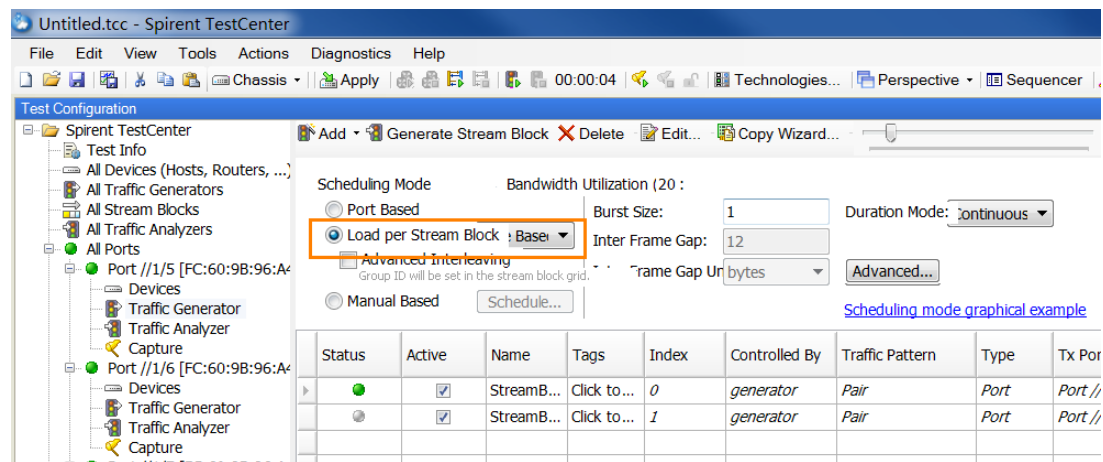 Untitled.tcc - Spirent TestCenter
File Edit View Tools Actions Diagnostics Help
Chassis Apply 00:00:04 Technologies... Perspective Sequencer
Test Configuration
Spirent TestCenter
Test Info
All Devices (Hosts, Routers, ...)
All Traffic Generators
All Stream Blocks
All Traffic Analyzers
All Ports
Port //1/5 [FC:60:9B:96:A4
Devices
Traffic Generator
Traffic Analyzer
Capture
Port //1/6 [FC:60:9B:96:A4
Devices
Traffic Generator
Traffic Analyzer
Capture
Add Generate Stream Block Delete Edit... Copy Wizard...
Scheduling Mode Bandwidth Utilization (20 :
Port Based Burst Size: 1 Duration Mode: Continuous
Load per Stream Block Inter Frame Gap: 12
Advanced Interleaving
Group ID will be set in the stream block grid.
Frame Gap bytes Advanced...
Manual Based Schedule... Scheduling mode graphical example
Status Active Name Tags Index Controlled By Traffic Pattern Type Tx Por
StreamB... Click to... 0 generator Pair Port Port //
StreamB... Click to... 1 generator Pair Port Port //